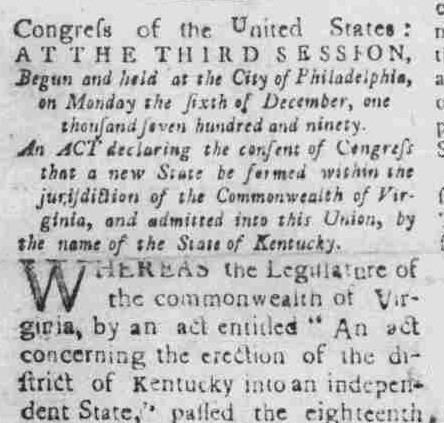 Congreſs of the United States:
AT THE THIRD SESSION,
Begun and held at the City of Philadelphia,
on Monday the ſixth of December, one
thouſand ſeven hundred and ninety.
An ACT declaring the conſent of Congreſs
that a new State be formed within the
juriſdiction of the Commonwealth of Vir-
ginia, and admitted into this Union, by
the name of the State of Kentucky.
WHEREAS the Legiſlature of
the commonwealth of Vir-
ginia, by an act entitled “ An act
concerning the erection of the di-
ſtrict of Kentucky into an indepen-
dent State,” paſſed the eighteenth